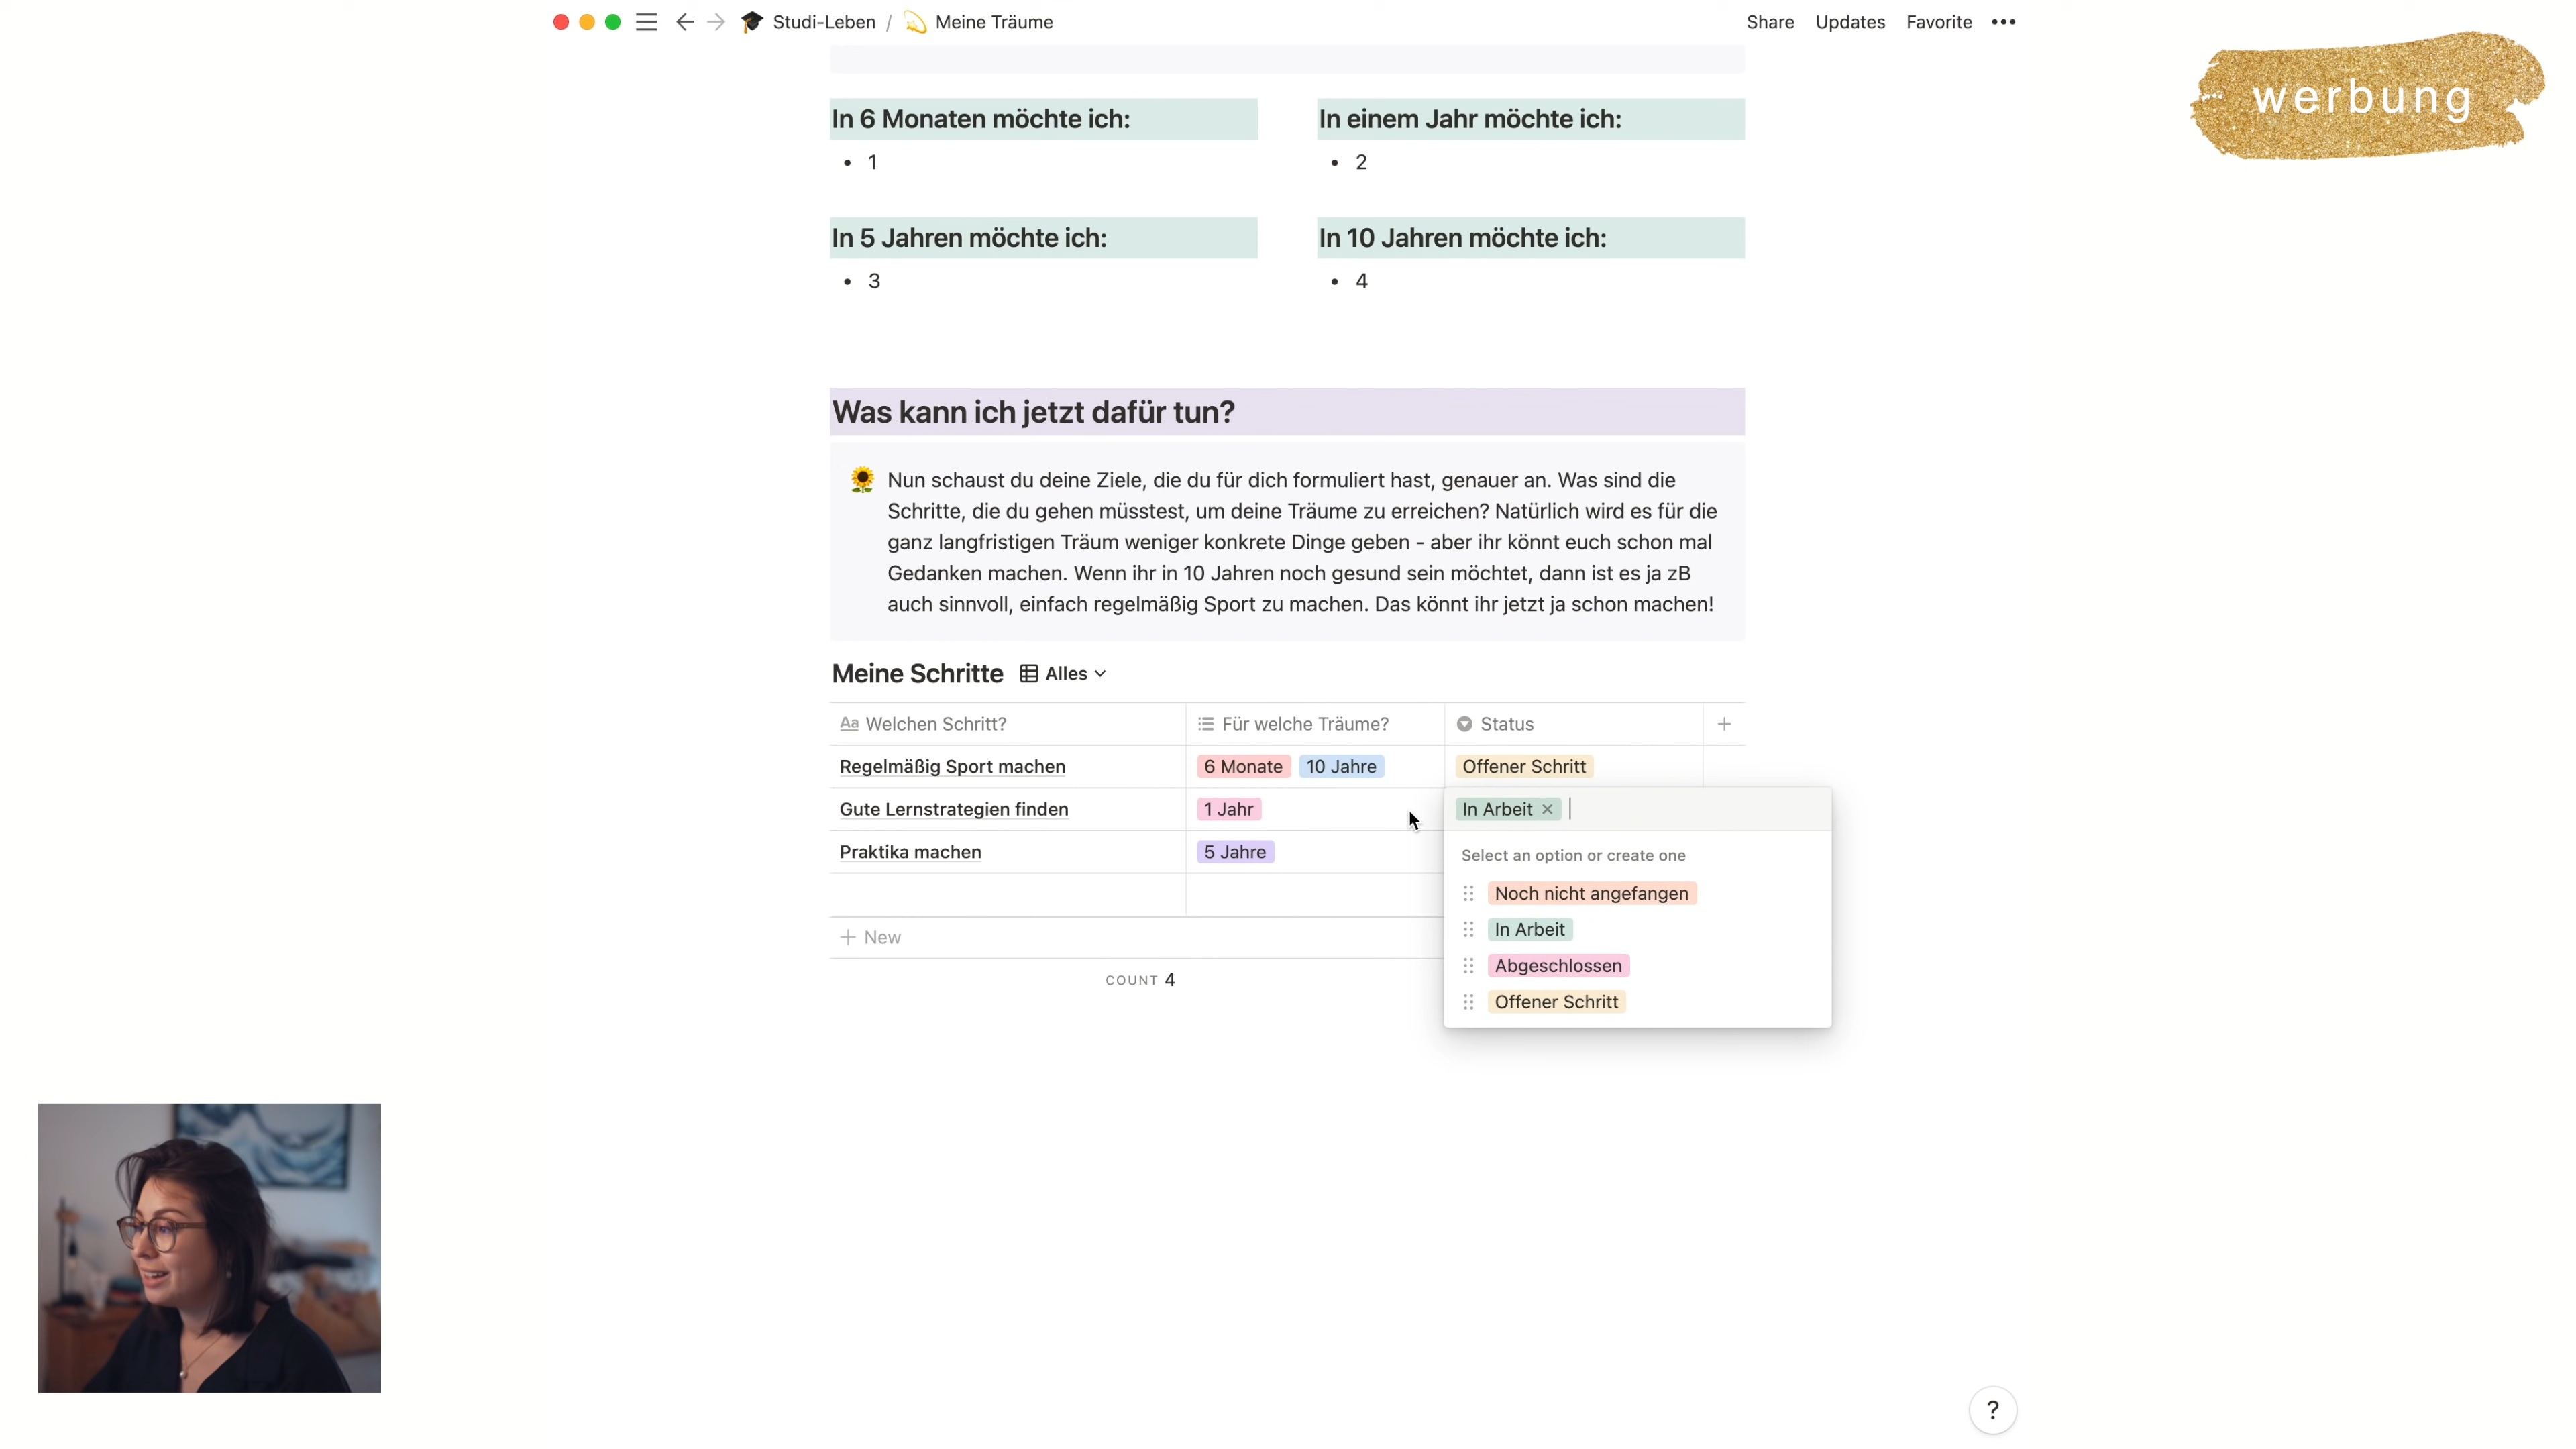 Studi-Leben / Meine Träume
Share Updates Favorite
werbung
In 6 Monaten möchte ich:
• 1
In einem Jahr möchte ich:
• 2
In 5 Jahren möchte ich:
• 3
In 10 Jahren möchte ich:
• 4
Was kann ich jetzt dafür tun?
Nun schaust du deine Ziele, die du für dich formuliert hast, genauer an. Was sind die
Schritte, die du gehen müsstest, um deine Träume zu erreichen? Natürlich wird es für die
ganz langfristigen Träum weniger konkrete Dinge geben - aber ihr könnt euch schon mal
Gedanken machen. Wenn ihr in 10 Jahren noch gesund sein möchtet, dann ist es ja zB
auch sinnvoll, einfach regelmäßig Sport zu machen. Das könnt ihr jetzt ja schon machen!
Meine Schritte Alles
Aa Welchen Schritt? Für welche Träume? Status +
Regelmäßig Sport machen 6 Monate 10 Jahre Offener Schritt
Gute Lernstrategien finden 1 Jahr In Arbeit ×
Praktika machen 5 Jahre
Select an option or create one
Noch nicht angefangen
In Arbeit
Abgeschlossen
Offener Schritt
+ New
COUNT 4
?